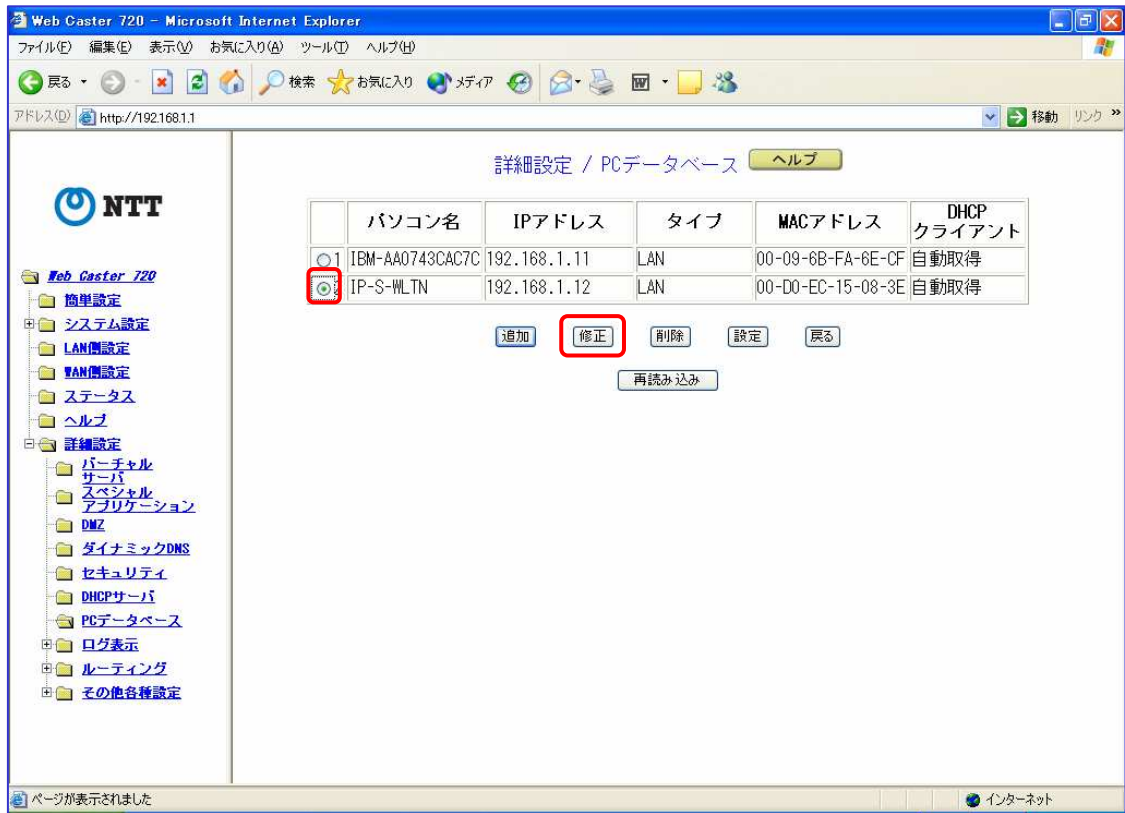 Web Caster 720 - Microsoft Internet Explorer
ファイル(F) 編集(E) 表示(V) お気に入り(A) ツール(T) ヘルプ(H)
戻る 検索 お気に入り メディア
アドレス(D) http://192.168.1.1 移動 リンク »
詳細設定 / PCデータベース ヘルプ
NTT
パソコン名 IPアドレス タイプ MACアドレス DHCP
クライアント
1 IBM-AA0743CAC7C 192.168.1.11 LAN 00-09-6B-FA-6E-CF 自動取得
2 IP-S-WLTN 192.168.1.12 LAN 00-D0-EC-15-08-3E 自動取得
追加 修正 削除 設定 戻る
再読み込み
Web Caster 720
簡単設定
システム設定
LAN側設定
WAN側設定
ステータス
ヘルプ
詳細設定
バーチャル
サーバ
スペシャル
アプリケーション
DMZ
ダイナミックDNS
セキュリティ
DHCPサーバ
PCデータベース
ログ表示
ルーティング
その他各種設定
ページが表示されました インターネット